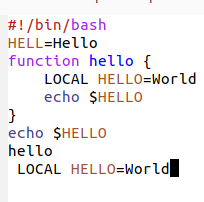 #!/bin/bash
HELL=Hello
function hello {
    LOCAL HELLO=World
    echo $HELLO
}
echo $HELLO
hello
 LOCAL HELLO=World